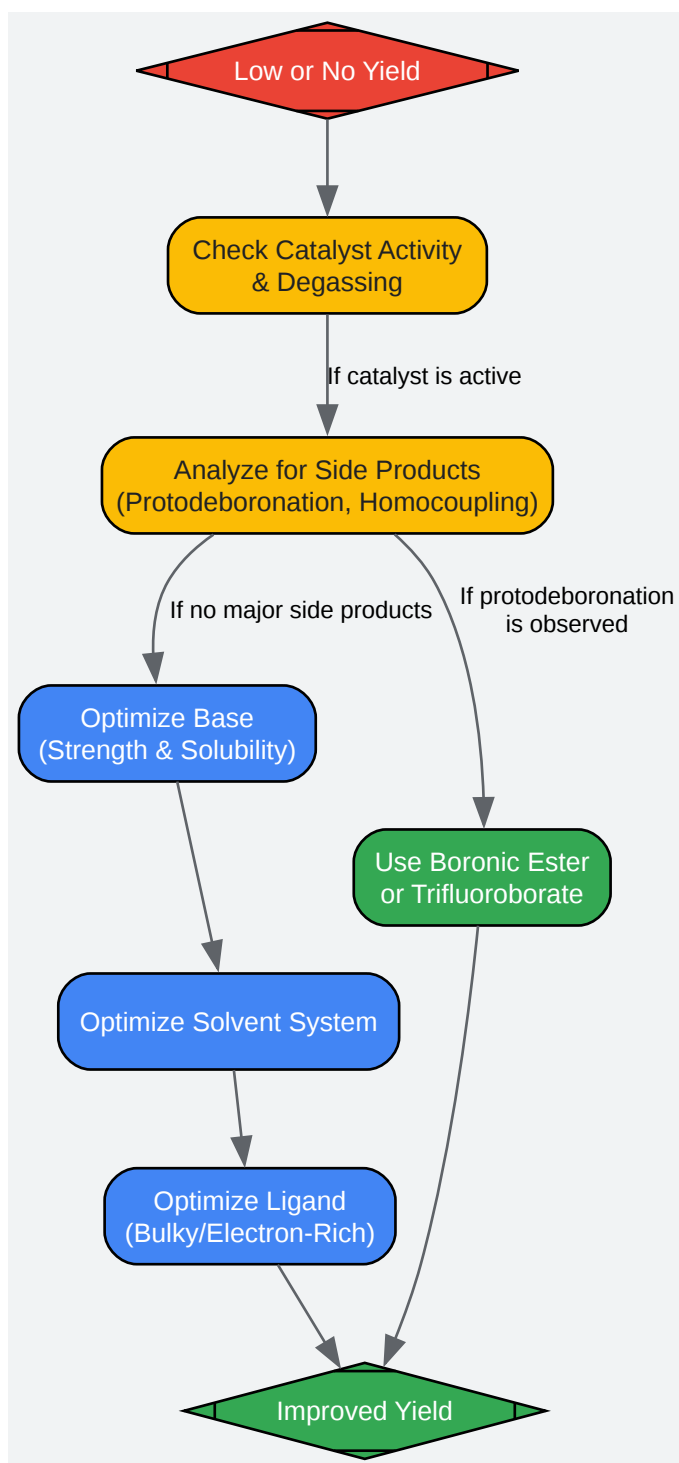 Low or No Yield
Check Catalyst Activity
& Degassing
If catalyst is active
Analyze for Side Products
(Protodeboronation, Homocoupling)
If no major side products
If protodeboronation
is observed
Optimize Base
(Strength & Solubility)
Use Boronic Ester
or Trifluoroborate
Optimize Solvent System
Optimize Ligand
(Bulky/Electron-Rich)
Improved Yield